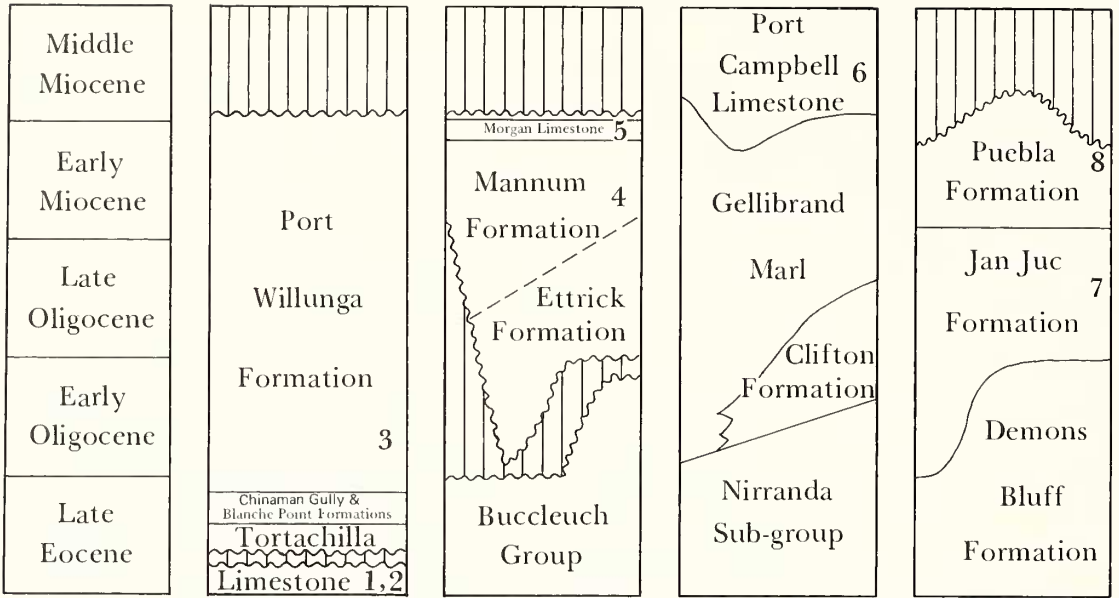 Middle
Miocene
Early
Miocene
Late
Oligocene
Early
Oligocene
Late
Eocene
Port
Willunga
Formation
3
Chinaman Gully &
Blanche Point Formations
Tortachilla
Limestone 1,2
Morgan Limestone 5
Mannum
4
Formation
Ettrick
Formation
Buccleuch
Group
Port
Campbell 6
Limestone
Gellibrand
Marl
Clifton
Formation
Nirranda
Sub-group
Puebla 8
Formation
Jan Juc
7
Formation
Demons
Bluff
Formation